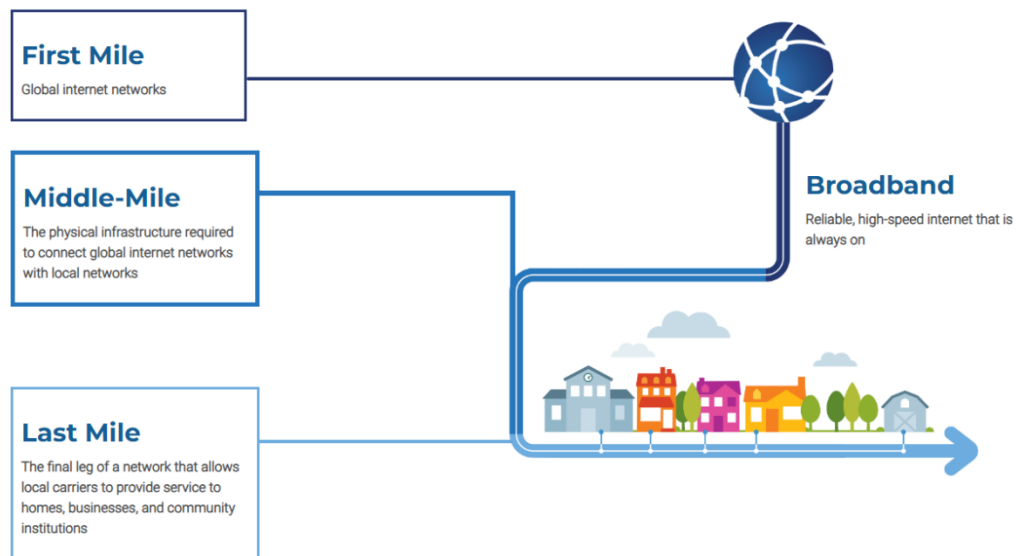 First Mile
Global internet networks
Middle-Mile
The physical infrastructure required
to connect global internet networks
with local networks
Broadband
Reliable, high-speed internet that is
always on
Last Mile
The final leg of a network that allows
local carriers to provide service to
homes, businesses, and community
institutions